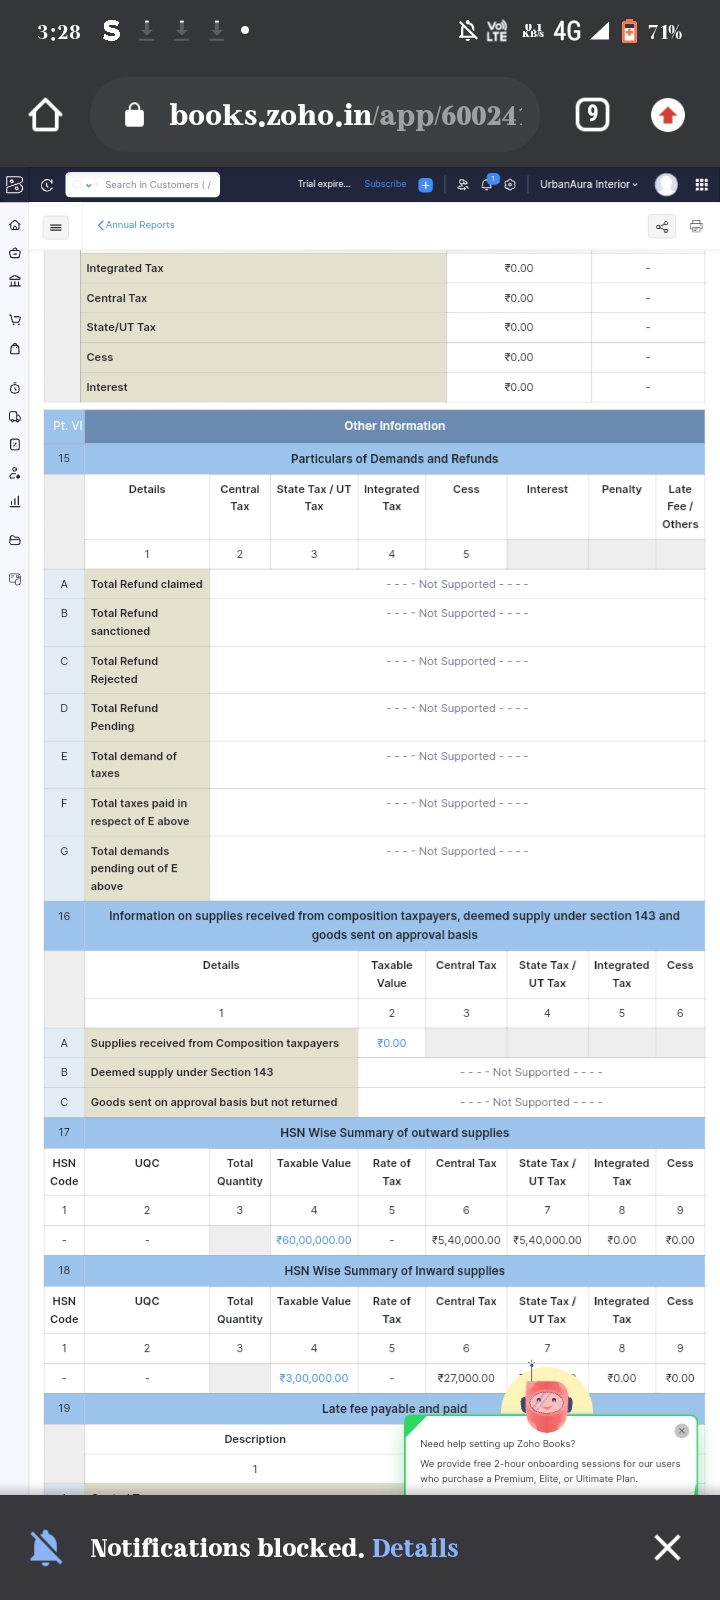 3:28 S 0.1 KB/s VoLTE 4G 71%
books.zoho.in/app/60024
9
Search in Customers ( /
Trial expire... Subscribe 1 UrbanAura Interior
Annual Reports
Integrated Tax ₹0.00 -
Central Tax ₹0.00 -
State/UT Tax ₹0.00 -
Cess ₹0.00 -
Interest ₹0.00 -
Pt. VI Other Information
15 Particulars of Demands and Refunds
Details Central Tax State Tax / UT Tax Integrated Tax Cess Interest Penalty Late Fee / Others
1 2 3 4 5
A Total Refund claimed - - - - Not Supported - - - -
B Total Refund sanctioned - - - - Not Supported - - - -
C Total Refund Rejected - - - - Not Supported - - - -
D Total Refund Pending - - - - Not Supported - - - -
E Total demand of taxes - - - - Not Supported - - - -
F Total taxes paid in respect of E above - - - - Not Supported - - - -
G Total demands pending out of E above - - - - Not Supported - - - -
16 Information on supplies received from composition taxpayers, deemed supply under section 143 and
goods sent on approval basis
Details Taxable Value Central Tax State Tax / UT Tax Integrated Tax Cess
1 2 3 4 5 6
A Supplies received from Composition taxpayers ₹0.00
B Deemed supply under Section 143 - - - - Not Supported - - - -
C Goods sent on approval basis but not returned - - - - Not Supported - - - -
17 HSN Wise Summary of outward supplies
HSN Code UQC Total Quantity Taxable Value Rate of Tax Central Tax State Tax / UT Tax Integrated Tax Cess
1 2 3 4 5 6 7 8 9
- - ₹60,00,000.00 - ₹5,40,000.00 ₹5,40,000.00 ₹0.00 ₹0.00
18 HSN Wise Summary of Inward supplies
HSN Code UQC Total Quantity Taxable Value Rate of Tax Central Tax State Tax / UT Tax Integrated Tax Cess
1 2 3 4 5 6 7 8 9
- - ₹3,00,000.00 - ₹27,000.00 ₹0.00 ₹0.00
19 Late fee payable and paid
Description
1
Need help setting up Zoho Books?
We provide free 2-hour onboarding sessions for our users
who purchase a Premium, Elite, or Ultimate Plan.
Notifications blocked. Details